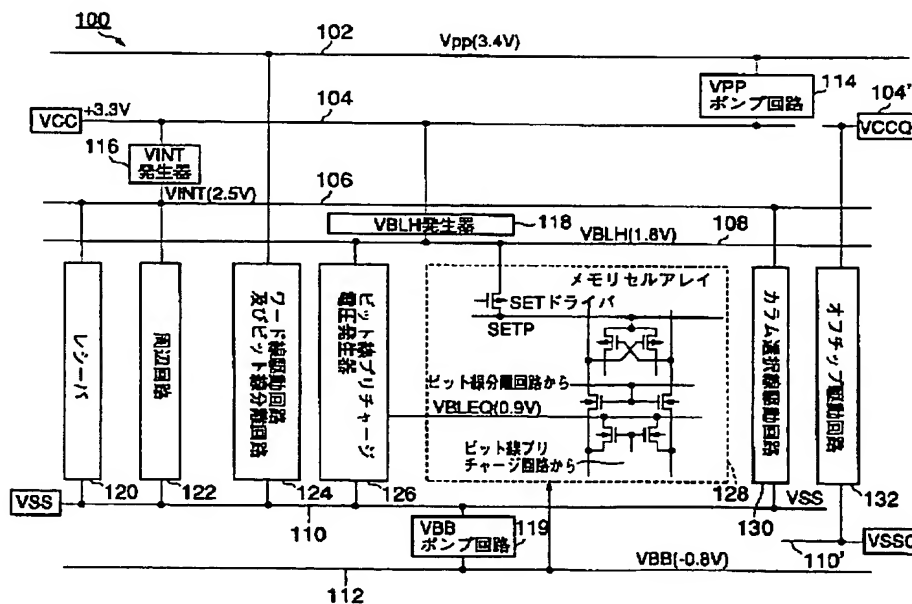 100
102
Vpp(3.4V)
VPP
ポンプ回路
114
104'
VCCQ
VCC
+3.3V
104
116
VINT
発生器
VINT(2.5V)
106
VBLH発生器
118
VBLH(1.8V)
108
レシーバ
周辺回路
ワード線駆動回路
及びビット線分離回路
ビット線プリチャージ
電圧発生器
メモリセルアレイ
SETドライバ
SETP
ビット線分離回路から
VBLEQ(0.9V)
ビット線プリ
チャージ回路から
カラム選択線駆動回路
オフチップ駆動回路
120
122
124
126
128
130
132
VSS
VSS
110
VBB
ポンプ回路
119
110'
VSSQ
VBB(-0.8V)
112